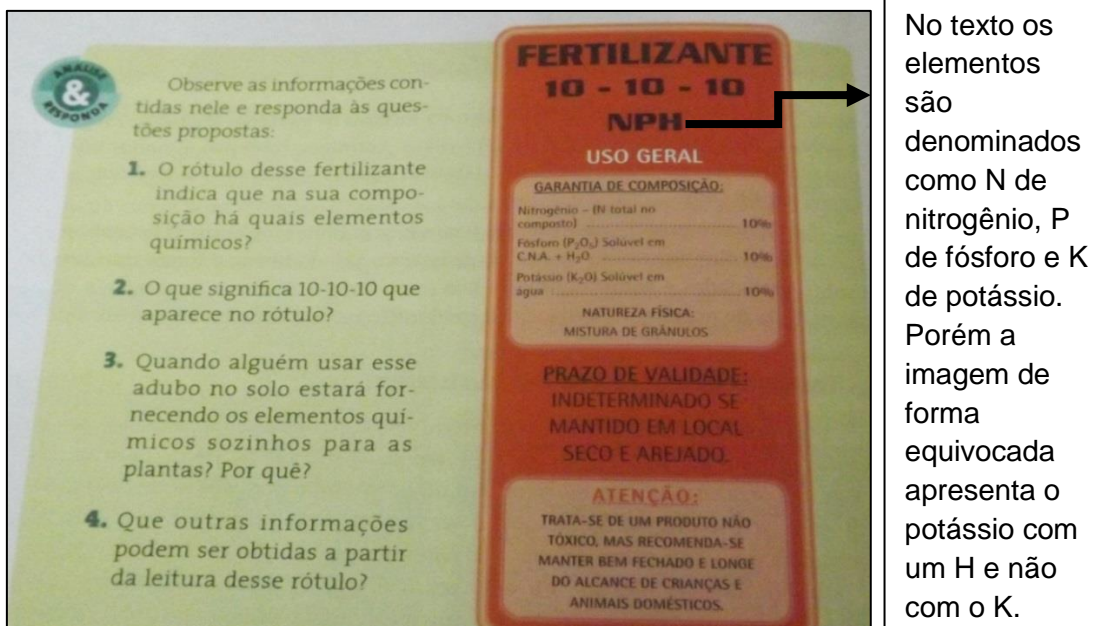 ANALISE
&
RESPONDA
Observe as informações con-
tidas nele e responda às ques-
tões propostas:
1. O rótulo desse fertilizante
indica que na sua compo-
sição há quais elementos
químicos?
2. O que significa 10-10-10 que
aparece no rótulo?
3. Quando alguém usar esse
adubo no solo estará for-
necendo os elementos quí-
micos sozinhos para as
plantas? Por quê?
4. Que outras informações
podem ser obtidas a partir
da leitura desse rótulo?
FERTILIZANTE
10 - 10 - 10
NPH
USO GERAL
GARANTIA DE COMPOSIÇÃO:
Nitrogênio – (N total no
composto) ........................ 10%
Fósforo (P₂O₅) Solúvel em
C.N.A. + H₂O ........................ 10%
Potássio (K₂O) Solúvel em
água ........................ 10%
NATUREZA FÍSICA:
MISTURA DE GRÂNULOS
PRAZO DE VALIDADE:
INDETERMINADO SE
MANTIDO EM LOCAL
SECO E AREJADO.
ATENÇÃO:
TRATA-SE DE UM PRODUTO NÃO
TÓXICO, MAS RECOMENDA-SE
MANTER BEM FECHADO E LONGE
DO ALCANCE DE CRIANÇAS E
ANIMAIS DOMÉSTICOS.
No texto os
elementos
são
denominados
como N de
nitrogênio, P
de fósforo e K
de potássio.
Porém a
imagem de
forma
equivocada
apresenta o
potássio com
um H e não
com o K.